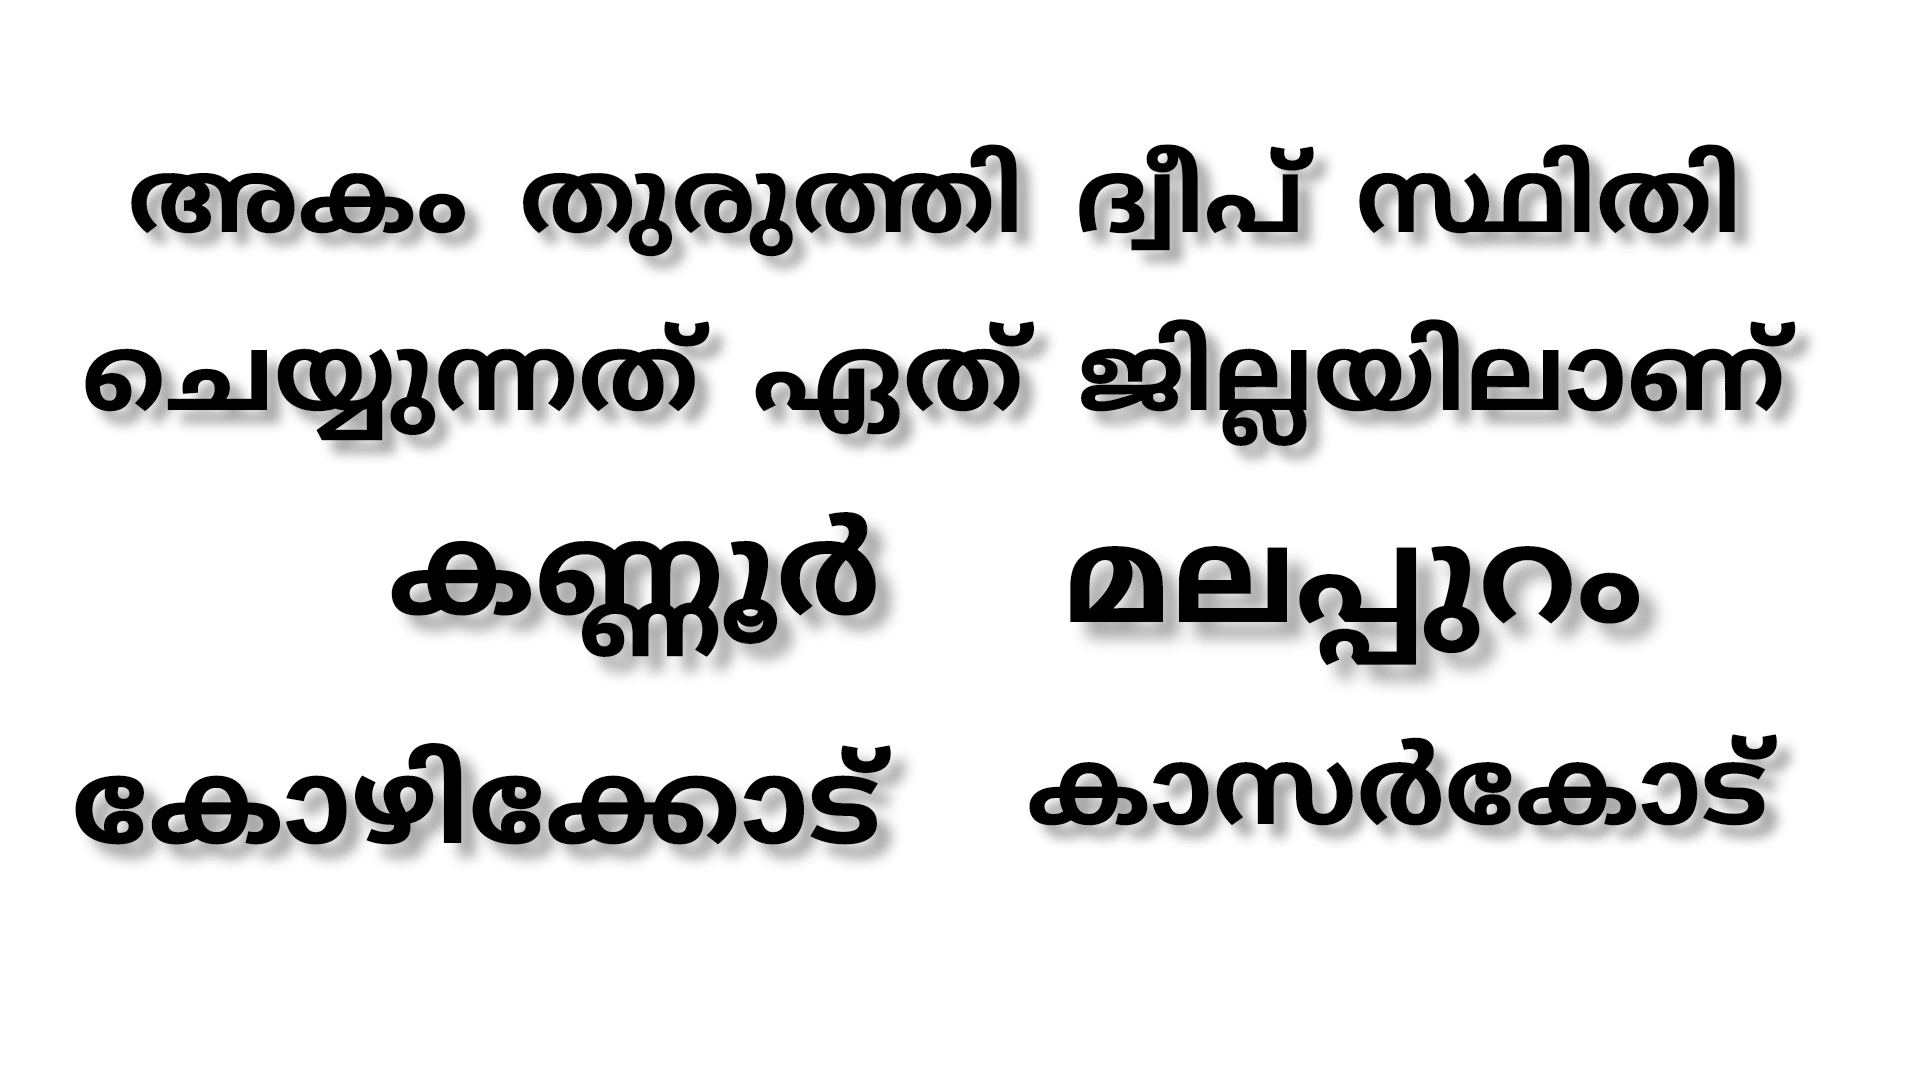 അകം തുരുത്തി ദ്വീപ് സ്ഥിതി
ചെയ്യുന്നത് ഏത് ജില്ലയിലാണ്
കണ്ണൂർ മലപ്പുറം
കോഴിക്കോട് കാസർകോട്